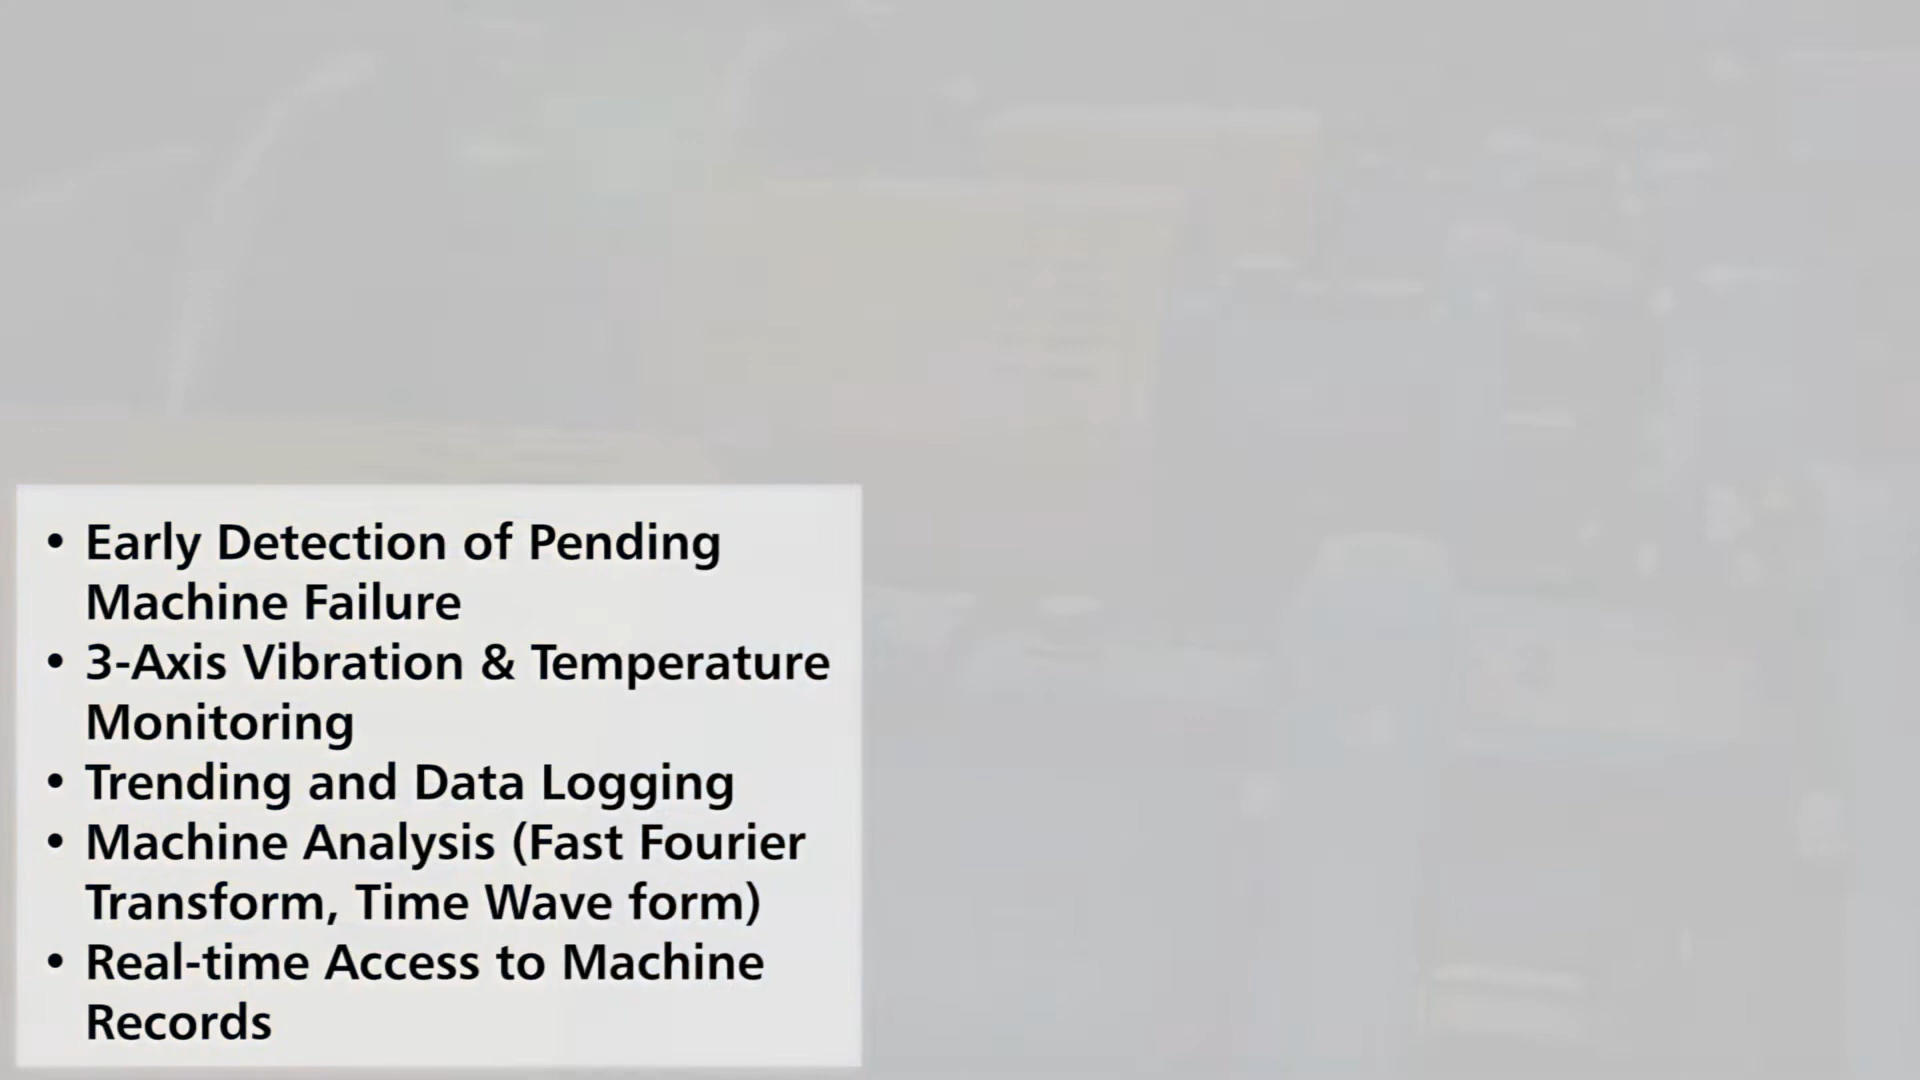 • Early Detection of Pending
Machine Failure
• 3-Axis Vibration & Temperature
Monitoring
• Trending and Data Logging
• Machine Analysis (Fast Fourier
Transform, Time Wave form)
• Real-time Access to Machine
Records